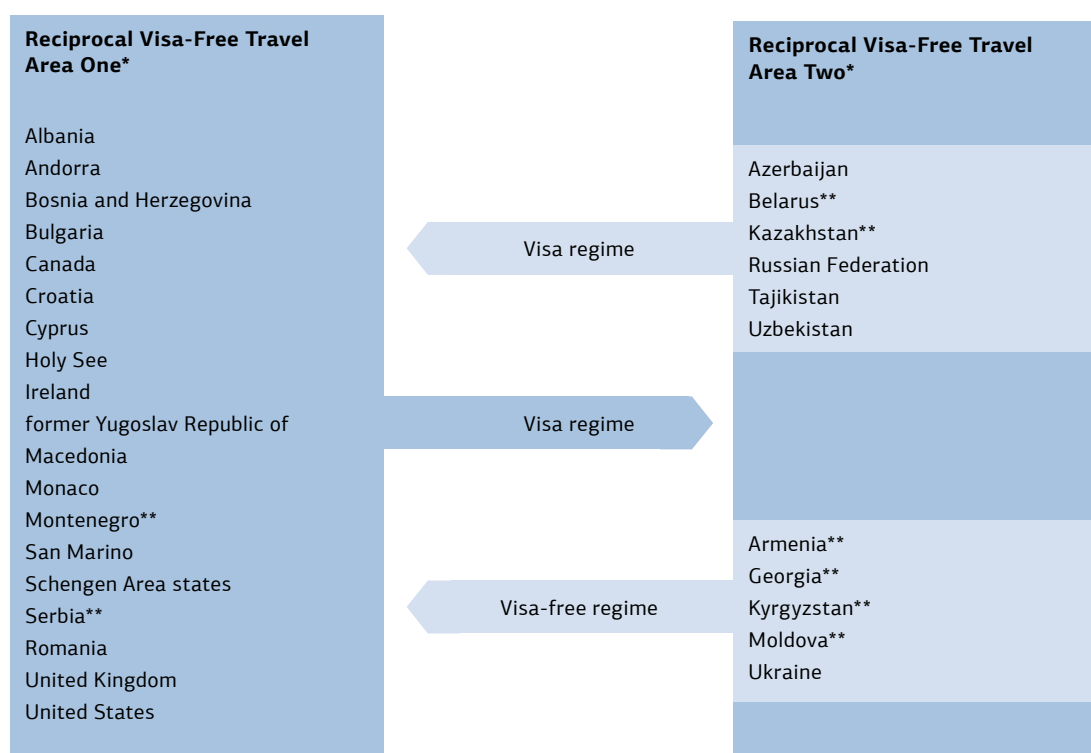 Reciprocal Visa-Free Travel
Area One*
Albania
Andorra
Bosnia and Herzegovina
Bulgaria
Canada
Croatia
Cyprus
Holy See
Ireland
former Yugoslav Republic of
Macedonia
Monaco
Montenegro**
San Marino
Schengen Area states
Serbia**
Romania
United Kingdom
United States
Visa regime
Visa regime
Visa-free regime
Reciprocal Visa-Free Travel
Area Two*
Azerbaijan
Belarus**
Kazakhstan**
Russian Federation
Tajikistan
Uzbekistan
Armenia**
Georgia**
Kyrgyzstan**
Moldova**
Ukraine